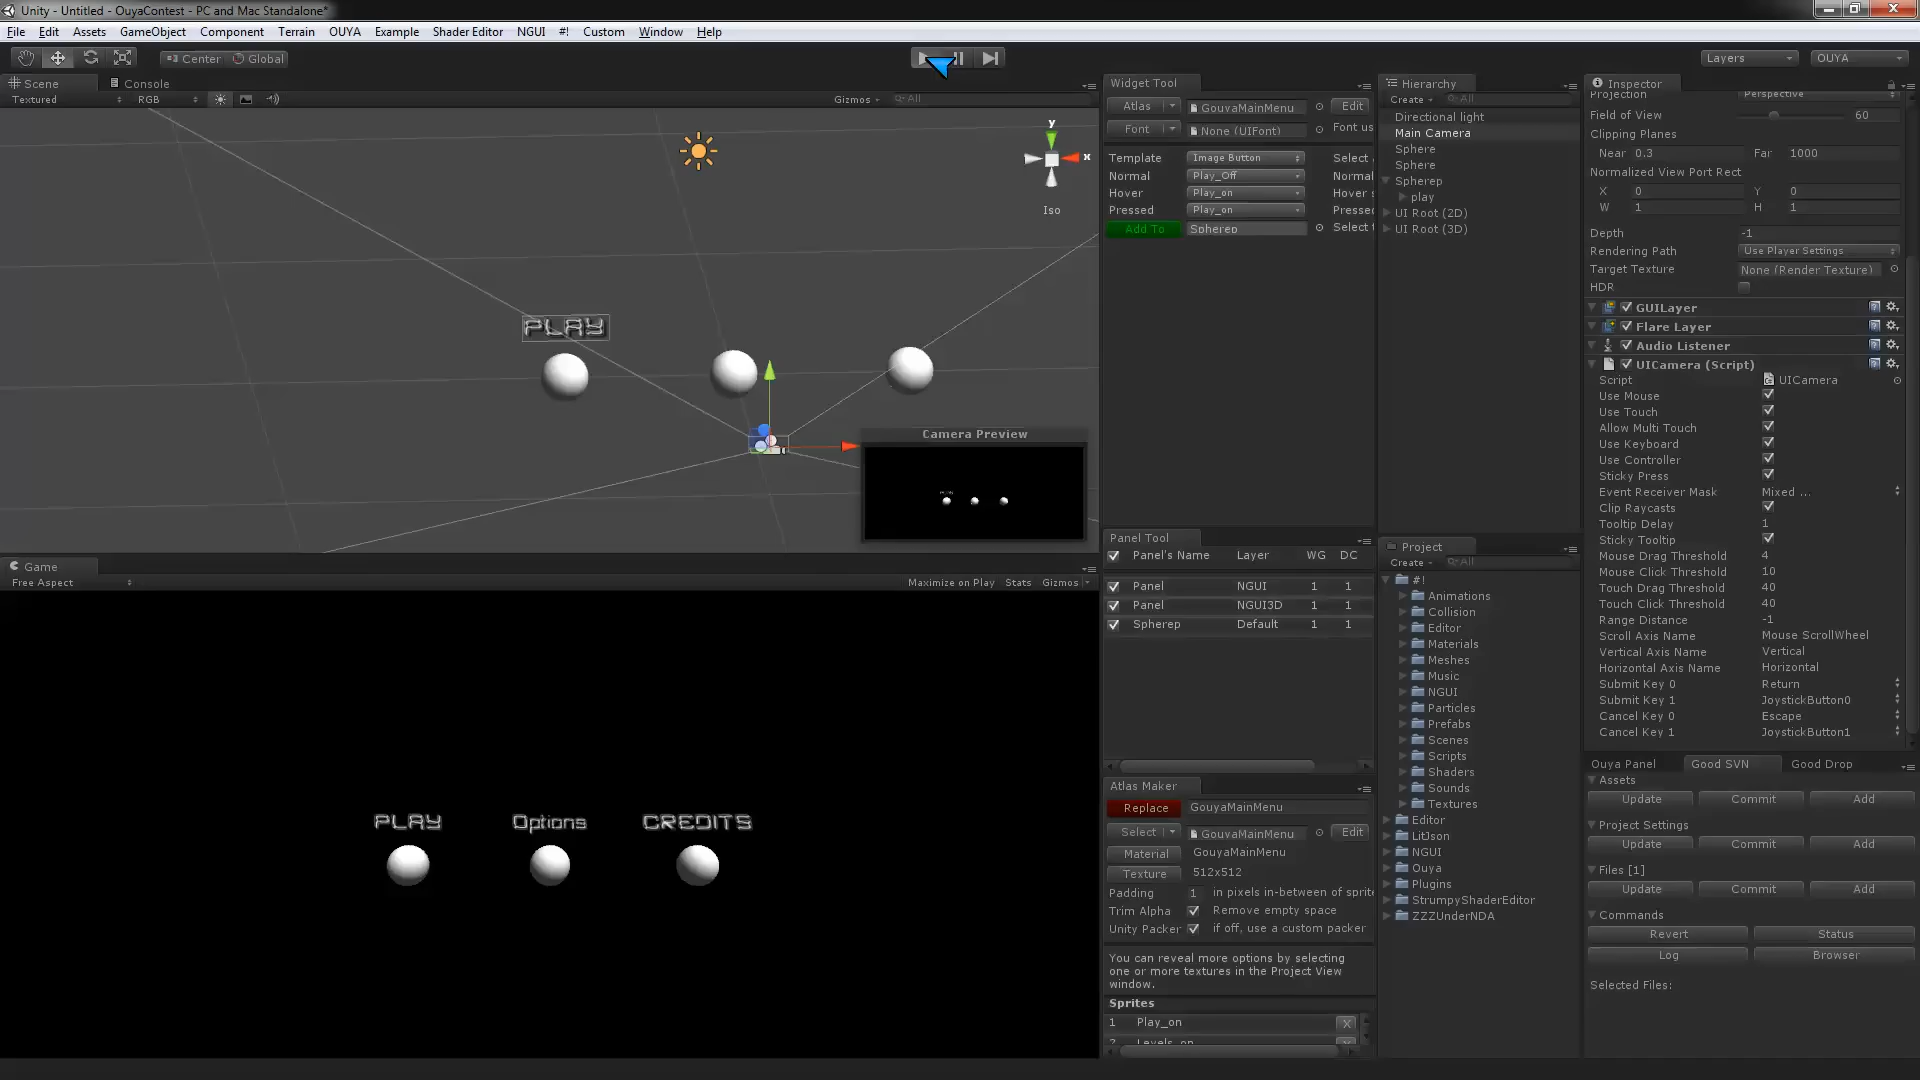 Unity - Untitled - OuyaContest - PC and Mac Standalone*
File Edit Assets GameObject Component Terrain OUYA Example Shader Editor NGUI #! Custom Window Help
Center Global
Layers OUYA
Scene Console
Textured RGB Gizmos All
y
x
Iso
PLAY
Camera Preview
Game
Free Aspect Maximize on Play Stats Gizmos
PLAY Options CREDITS
Widget Tool
Atlas GouyaMainMenu Edit
Font None (UIFont) Font us
Template Image Button Select
Normal Play_Off Normal
Hover Play_on Hover s
Pressed Play_on Presse
Add To Spherep Select t
Panel Tool
Panel's Name Layer WG DC
Panel NGUI 1 1
Panel NGUI3D 1 1
Spherep Default 1 1
Atlas Maker
Replace GouyaMainMenu
Select GouyaMainMenu Edit
Material GouyaMainMenu
Texture 512x512
Padding 1 in pixels in-between of sprite
Trim Alpha Remove empty space
Unity Packer if off, use a custom packer
You can reveal more options by selecting
one or more textures in the Project View
window.
Sprites
1 Play_on X
2 Levels_on
Hierarchy
Create All
Directional light
Main Camera
Sphere
Sphere
Spherep
play
UI Root (2D)
UI Root (3D)
Project
Create All
#!
Animations
Collision
Editor
Materials
Meshes
Music
NGUI
Particles
Prefabs
Scenes
Scripts
Shaders
Sounds
Textures
Editor
LitJson
NGUI
Ouya
Plugins
StrumpyShaderEditor
ZZZUnderNDA
Inspector
Projection Perspective
Field of View 60
Clipping Planes
Near 0.3 Far 1000
Normalized View Port Rect
X 0 Y 0
W 1 H 1
Depth -1
Rendering Path Use Player Settings
Target Texture None (Render Texture)
HDR
GUILayer
Flare Layer
Audio Listener
UICamera (Script)
Script UICamera
Use Mouse
Use Touch
Allow Multi Touch
Use Keyboard
Use Controller
Sticky Press
Event Receiver Mask Mixed ...
Clip Raycasts
Tooltip Delay 1
Sticky Tooltip
Mouse Drag Threshold 4
Mouse Click Threshold 10
Touch Drag Threshold 40
Touch Click Threshold 40
Range Distance -1
Scroll Axis Name Mouse ScrollWheel
Vertical Axis Name Vertical
Horizontal Axis Name Horizontal
Submit Key 0 Return
Submit Key 1 JoystickButton0
Cancel Key 0 Escape
Cancel Key 1 JoystickButton1
Ouya Panel Good SVN Good Drop
Assets
Update Commit Add
Project Settings
Update Commit Add
Files [1]
Update Commit Add
Commands
Revert Status
Log Browser
Selected Files: